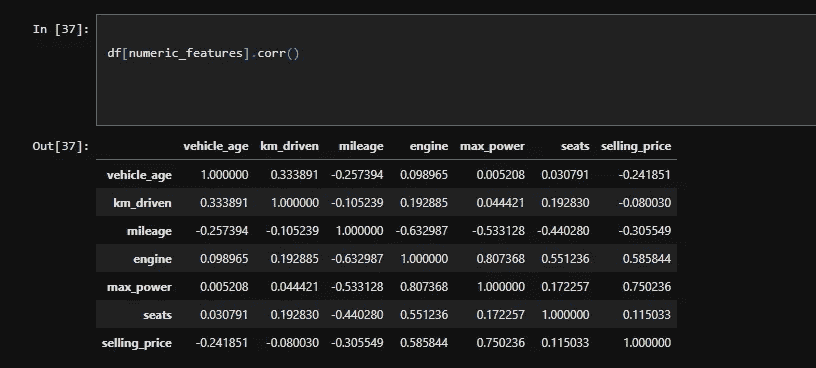 In [37]:
df[numeric_features].corr()
Out[37]:
vehicle_age km_driven mileage engine max_power seats selling_price
vehicle_age 1.000000 0.333891 -0.257394 0.098965 0.005208 0.030791 -0.241851
km_driven 0.333891 1.000000 -0.105239 0.192885 0.044421 0.192830 -0.080030
mileage -0.257394 -0.105239 1.000000 -0.632987 -0.533128 -0.440280 -0.305549
engine 0.098965 0.192885 -0.632987 1.000000 0.807368 0.551236 0.585844
max_power 0.005208 0.044421 -0.533128 0.807368 1.000000 0.172257 0.750236
seats 0.030791 0.192830 -0.440280 0.551236 0.172257 1.000000 0.115033
selling_price -0.241851 -0.080030 -0.305549 0.585844 0.750236 0.115033 1.000000